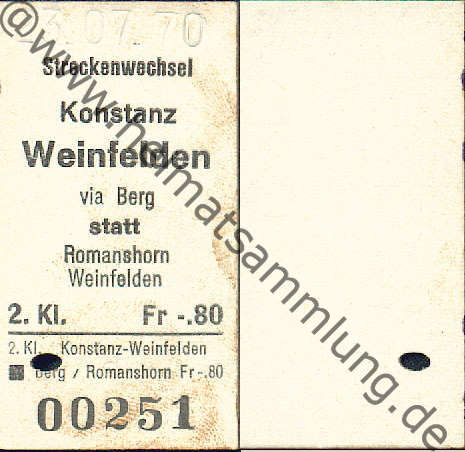 13.07.70
Streckenwechsel
Konstanz
Weinfelden
via Berg
statt
Romanshorn
Weinfelden
2. Kl. Fr -.80
2. Kl. Konstanz-Weinfelden
Berg / Romanshorn Fr-.80
00251
@www.heimatsammlung.de